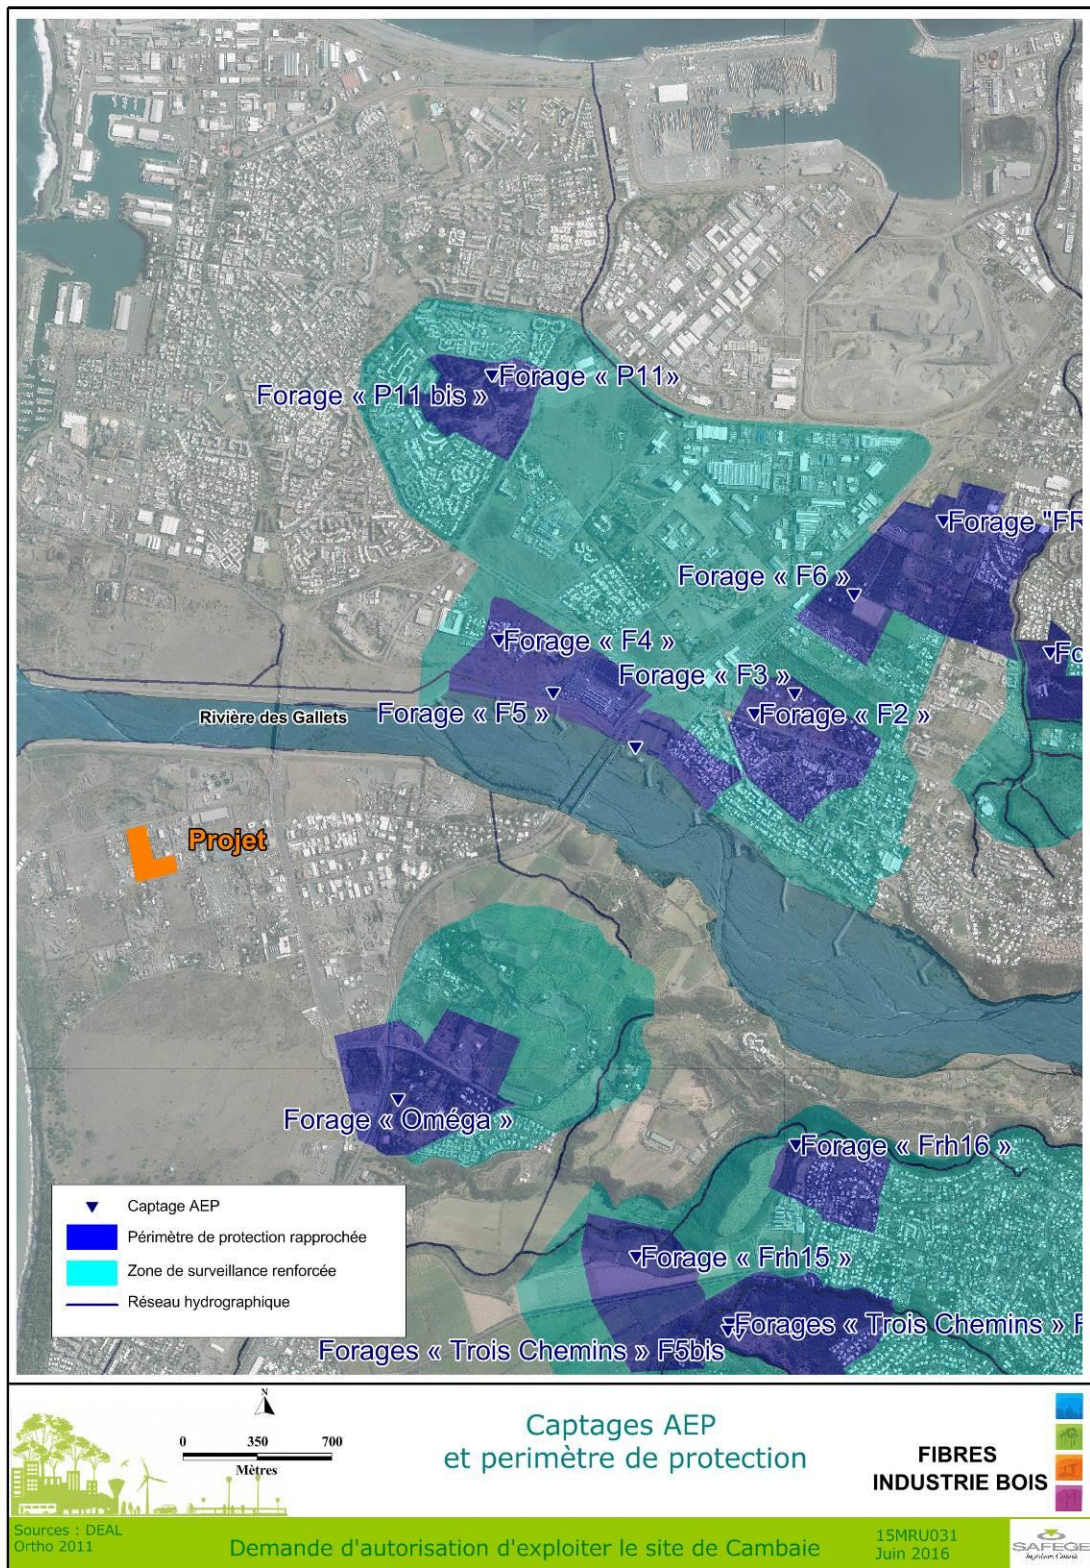 Forage « P11»
Forage « P11 bis »
Forage "FR
Forage « F6 »
Forage « F4 »
Forage « F3 »
Forage « F5 »
Forage « F2 »
Rivière des Gallets
Projet
Forage « Oméga »
Forage « Frh16 »
Forage « Frh15 »
Forages « Trois Chemins » F
Forages « Trois Chemins » F5bis
Captage AEP
Périmètre de protection rapprochée
Zone de surveillance renforcée
Réseau hydrographique
N
0 350 700
Mètres
Captages AEP
et perimètre de protection
FIBRES
INDUSTRIE BOIS
Sources : DEAL
Ortho 2011
Demande d'autorisation d'exploiter le site de Cambaie
15MRU031
Juin 2016
SAFEGE